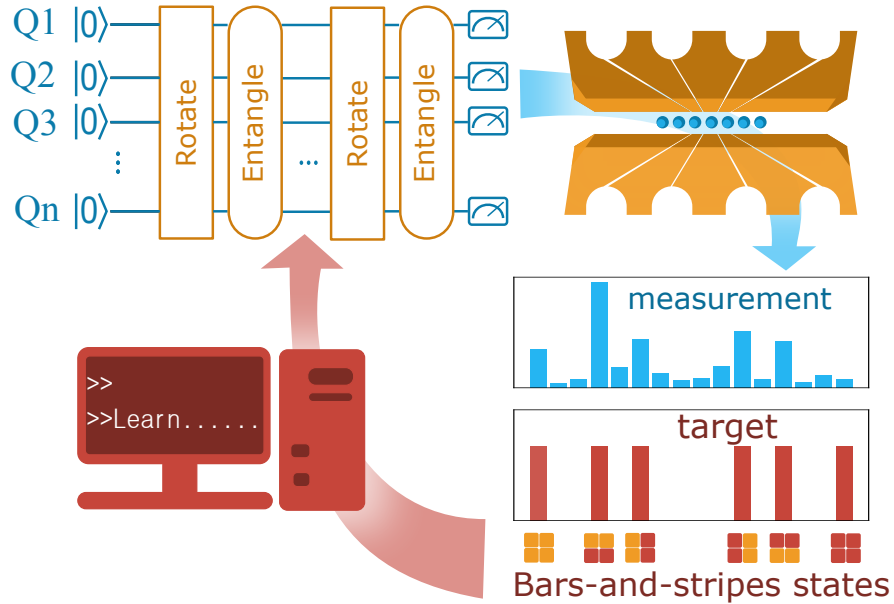 Q1 |0⟩
Q2 |0⟩
Q3 |0⟩
...
Qn |0⟩
Rotate
Entangle
...
Rotate
Entangle
measurement
>>
>>Learn......
target
Bars-and-stripes states